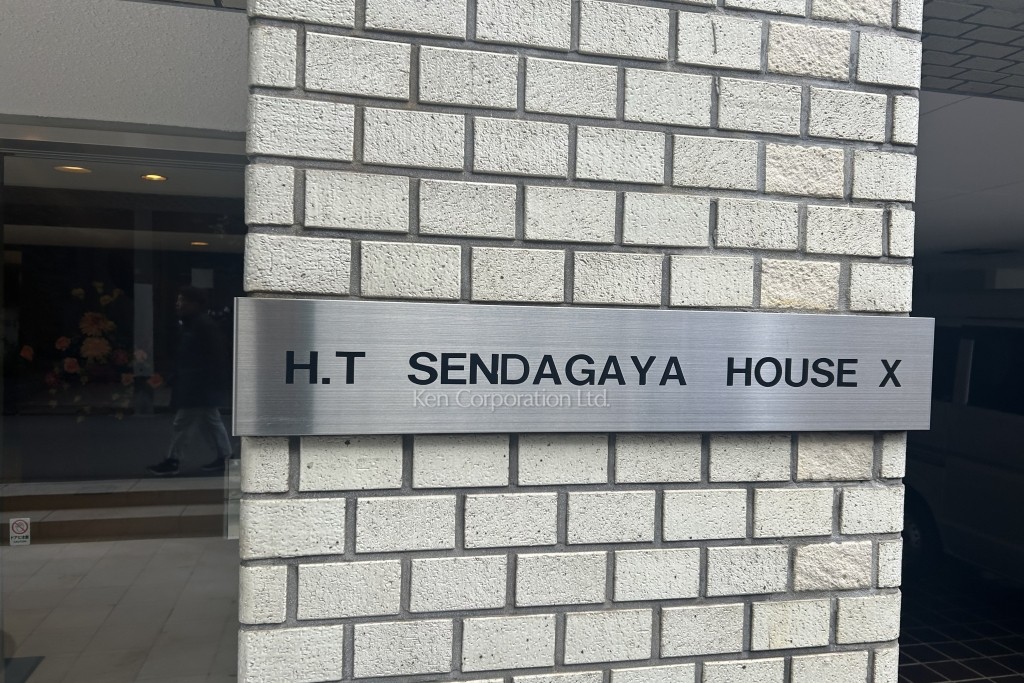 H.T SENDAGAYA HOUSE X
Ken Corporation Ltd.